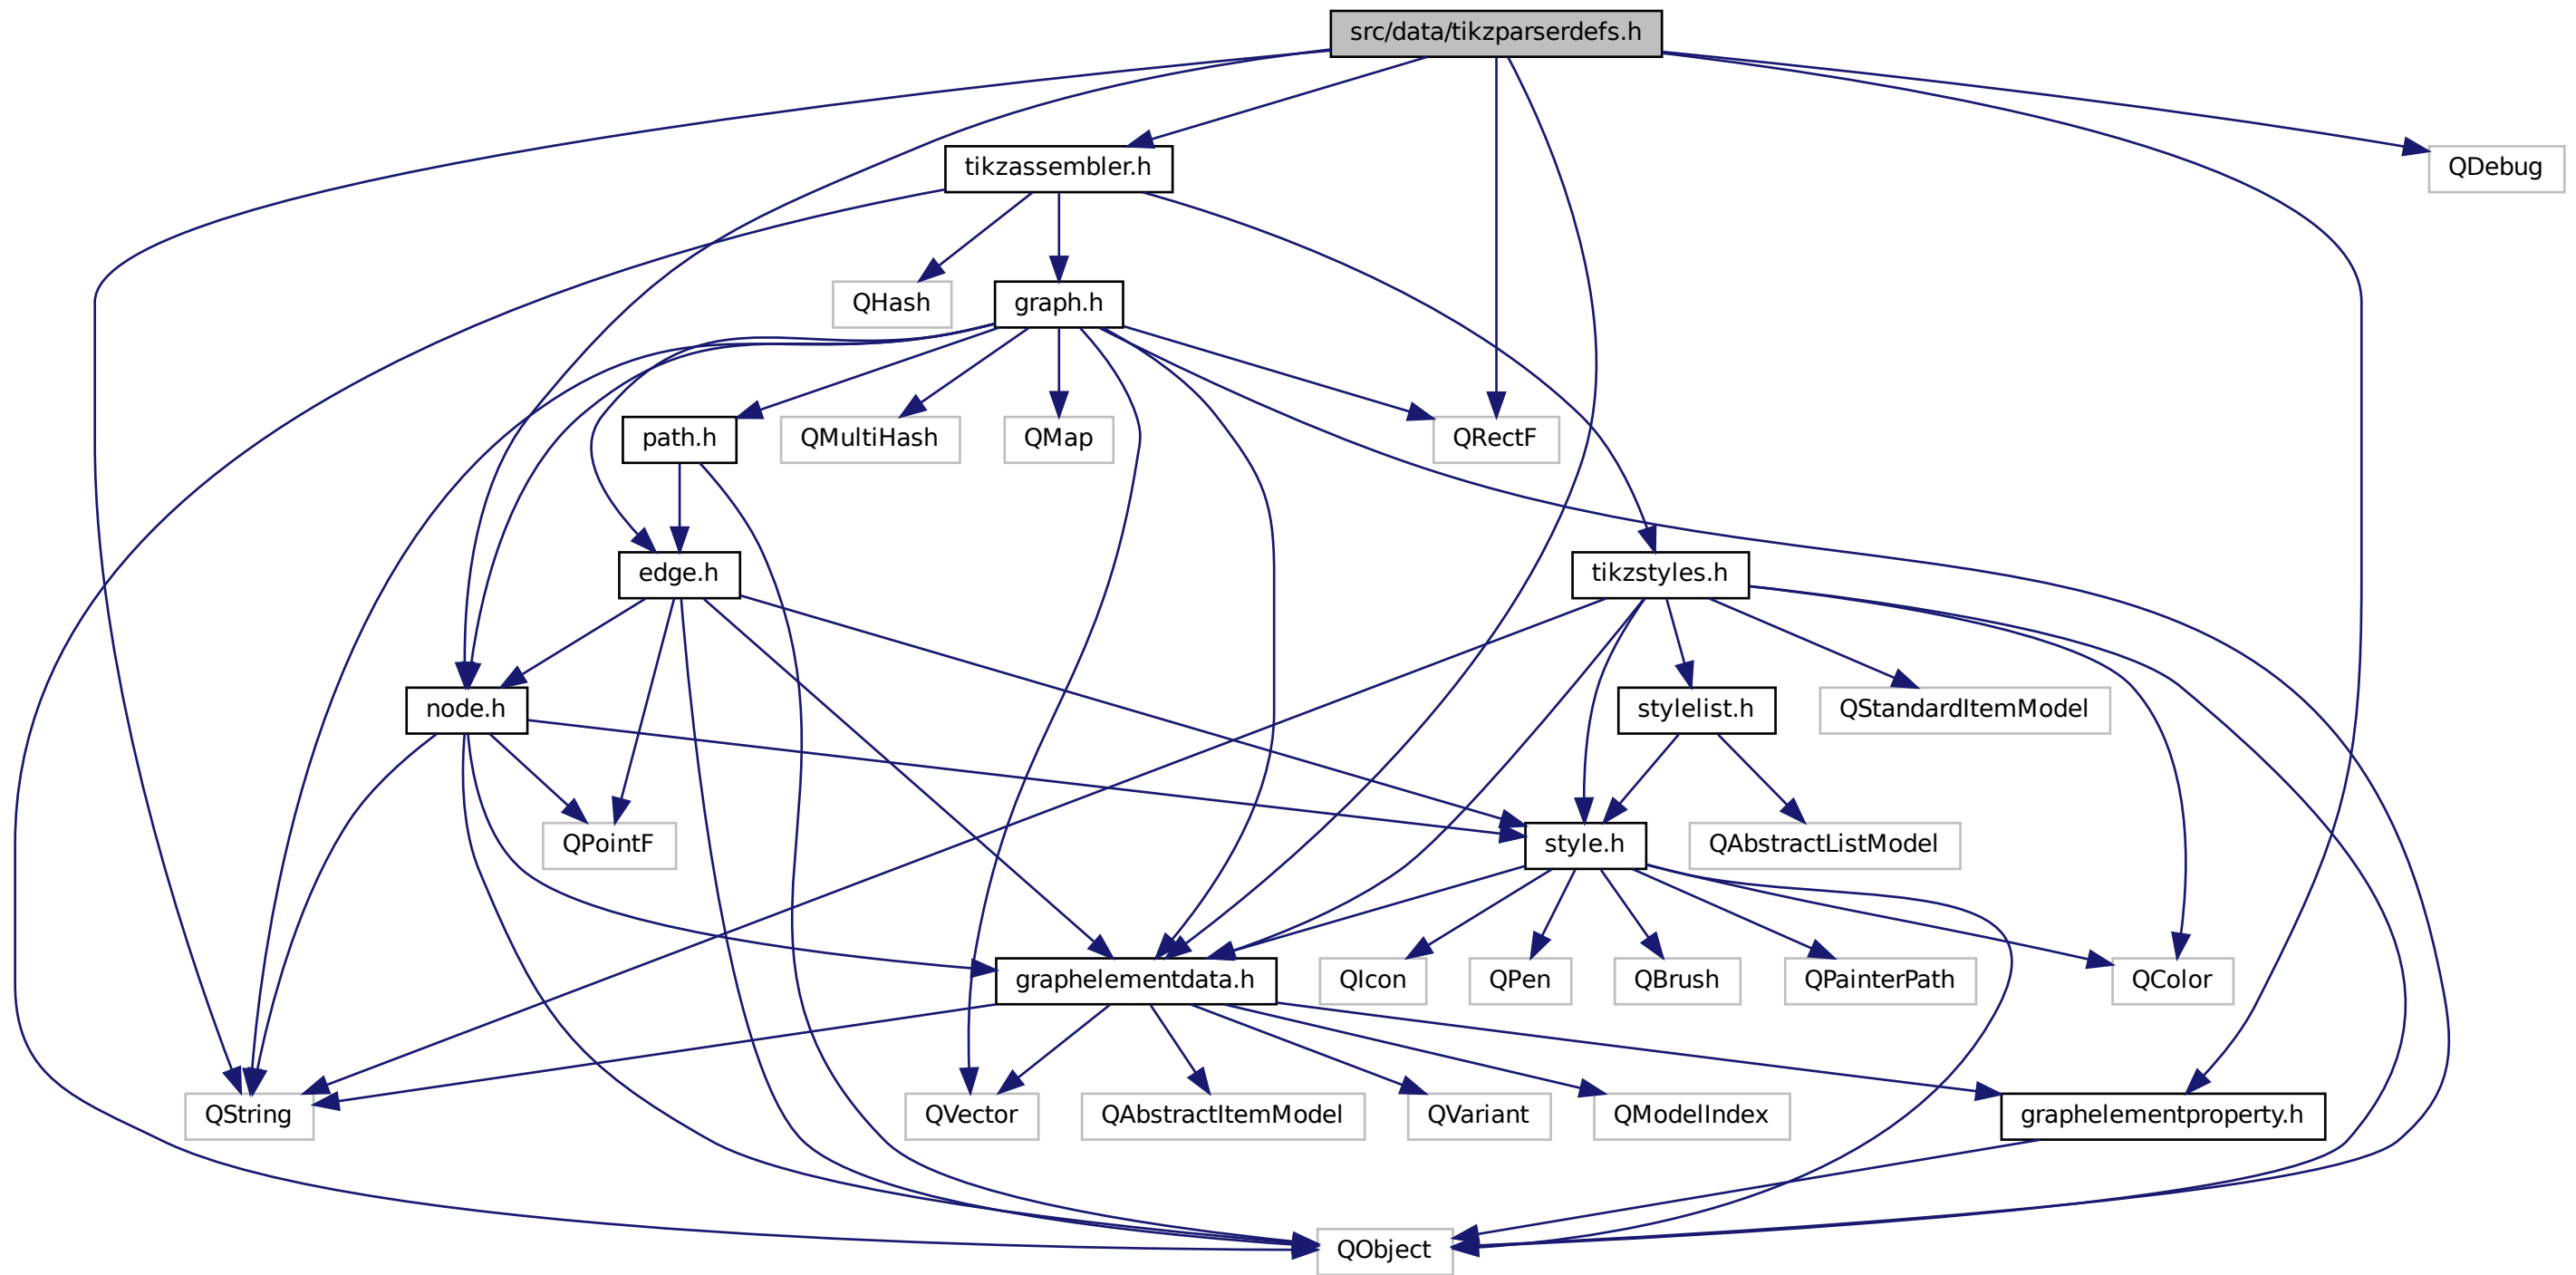 src/data/tikzparserdefs.h
tikzassembler.h
QDebug
QHash
graph.h
path.h
QMultiHash
QMap
QRectF
edge.h
tikzstyles.h
node.h
stylelist.h
QStandardItemModel
QPointF
style.h
QAbstractListModel
graphelementdata.h
QIcon
QPen
QBrush
QPainterPath
QColor
QString
QVector
QAbstractItemModel
QVariant
QModelIndex
graphelementproperty.h
QObject